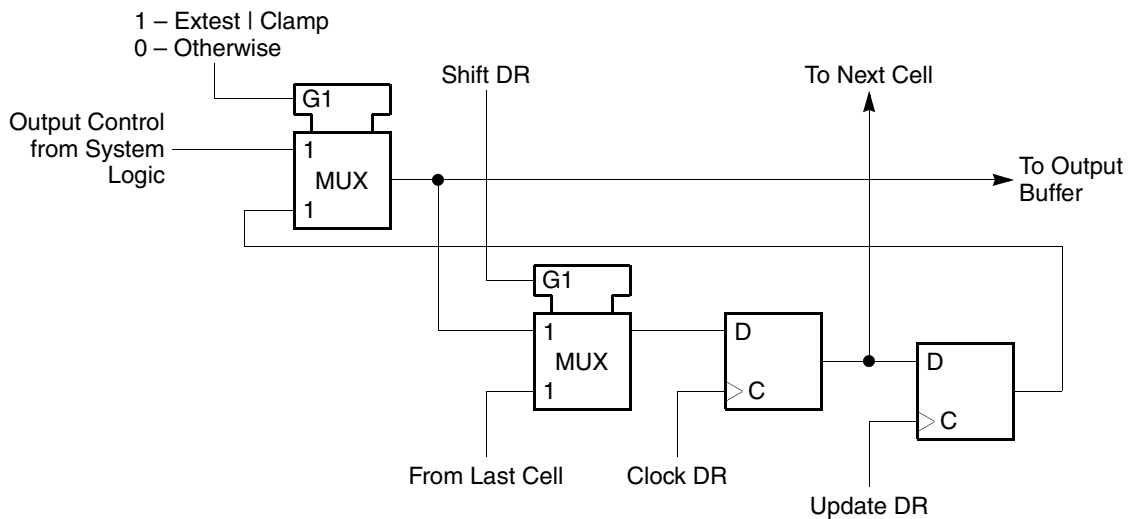 1 – Extest | Clamp
0 – Otherwise
Shift DR
To Next Cell
G1
Output Control
from System
Logic
1
MUX
1
To Output
Buffer
G1
1
MUX
1
D
C
D
C
From Last Cell
Clock DR
Update DR